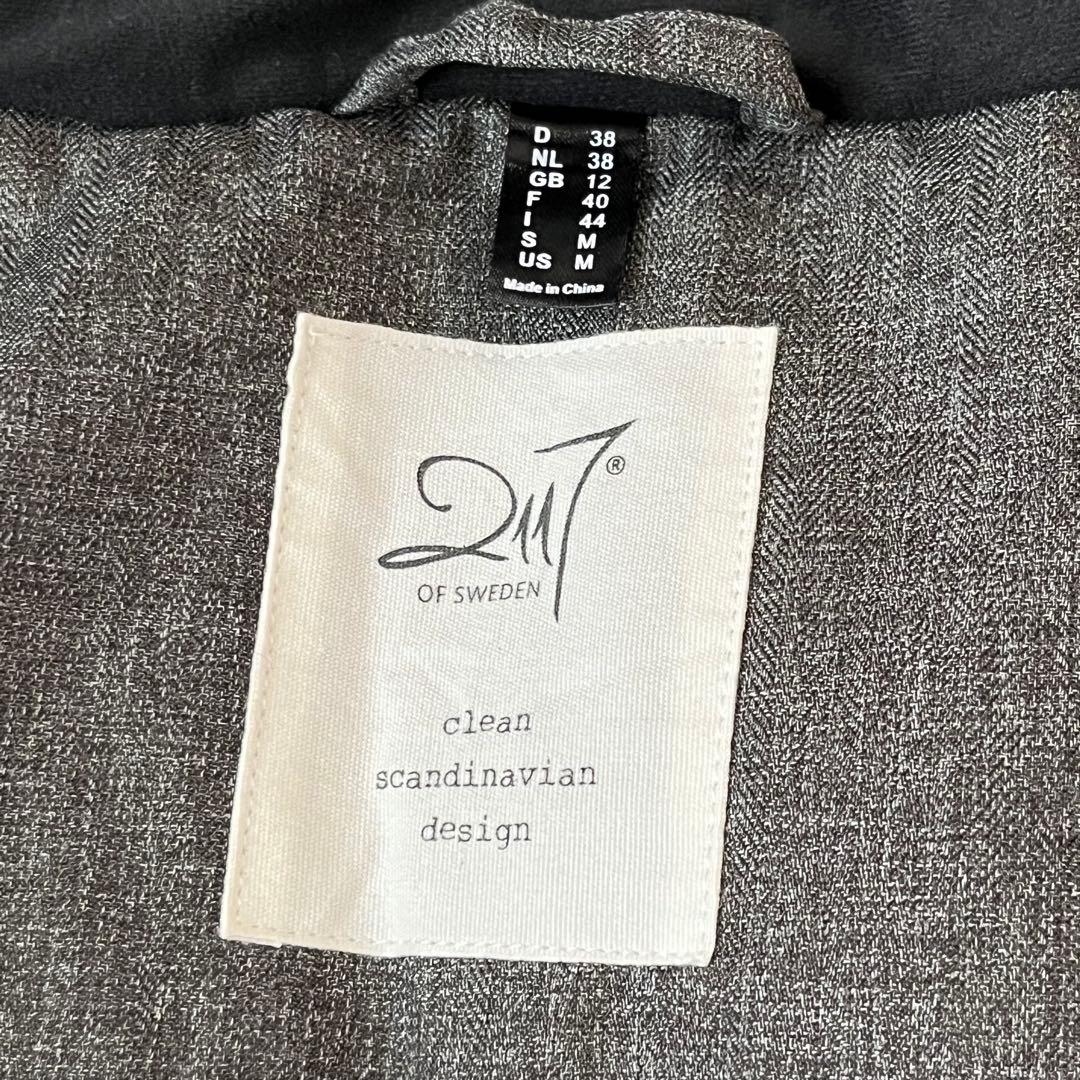 D 38
NL 38
GB 12
F 40
I 44
S M
US M
Made in China
2117®
OF SWEDEN
clean
scandinavian
design